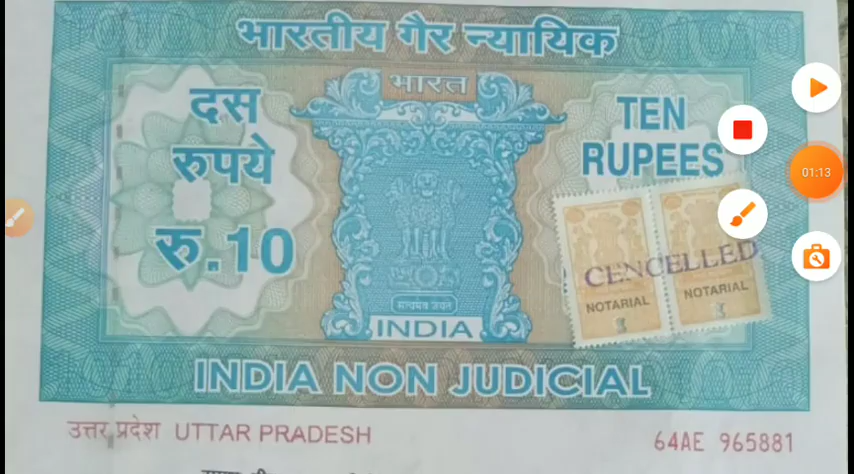 भारतीय गैर न्यायिक
भारत
दस
रुपये
रु.10
TEN
RUPEES
सत्यमेव जयते
INDIA
CENCELLED
NOTARIAL
NOTARIAL
INDIA NON JUDICIAL
उत्तर प्रदेश UTTAR PRADESH
64AE 965881
01:13